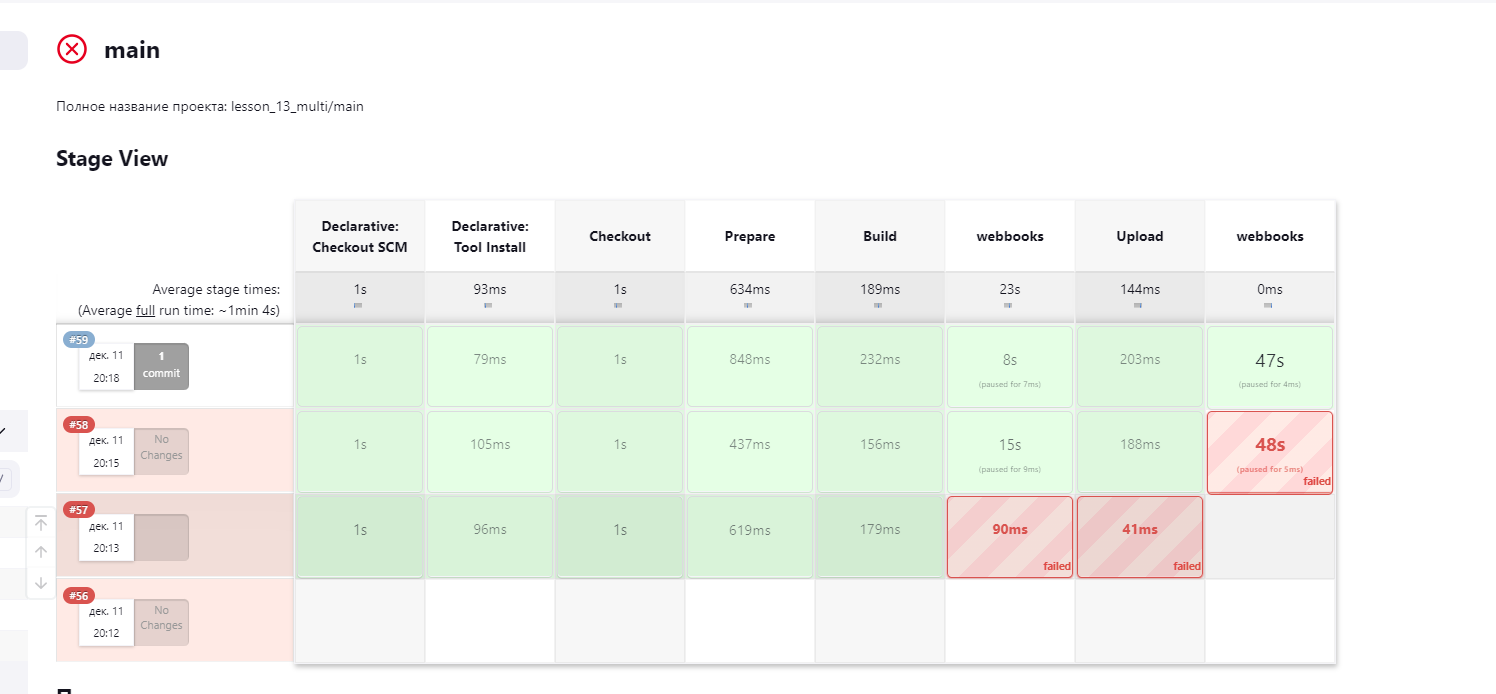 main
Полное название проекта: lesson_13_multi/main
Stage View
Declarative: Checkout SCM
Declarative: Tool Install
Checkout
Prepare
Build
webbooks
Upload
webbooks
Average stage times:
(Average full run time: ~1min 4s)
1s
93ms
1s
634ms
189ms
23s
144ms
0ms
#59
дек. 11
20:18
1
commit
1s
79ms
1s
848ms
232ms
8s
(paused for 7ms)
203ms
47s
(paused for 4ms)
#58
дек. 11
20:15
No
Changes
1s
105ms
1s
437ms
156ms
15s
(paused for 9ms)
188ms
48s
(paused for 5ms)
failed
#57
дек. 11
20:13
1s
96ms
1s
619ms
179ms
90ms
failed
41ms
failed
#56
дек. 11
20:12
No
Changes